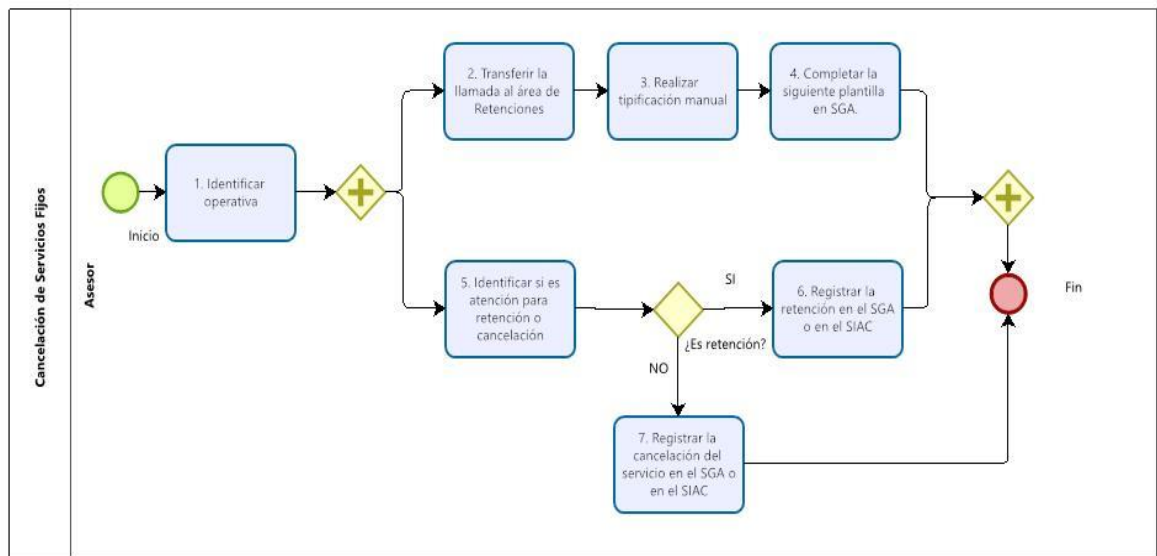 Cancelación de Servicios Fijos
Asesor
Inicio
1. Identificar
operativa
2. Transferir la
llamada al área de
Retenciones
3. Realizar
tipificación manual
4. Completar la
siguiente plantilla
en SGA.
5. Identificar si es
atención para
retención o
cancelación
¿Es retención?
SI
NO
6. Registrar la
retención en el SGA
o en el SIAC
7. Registrar la
cancelación del
servicio en el SGA o
en el SIAC
Fin